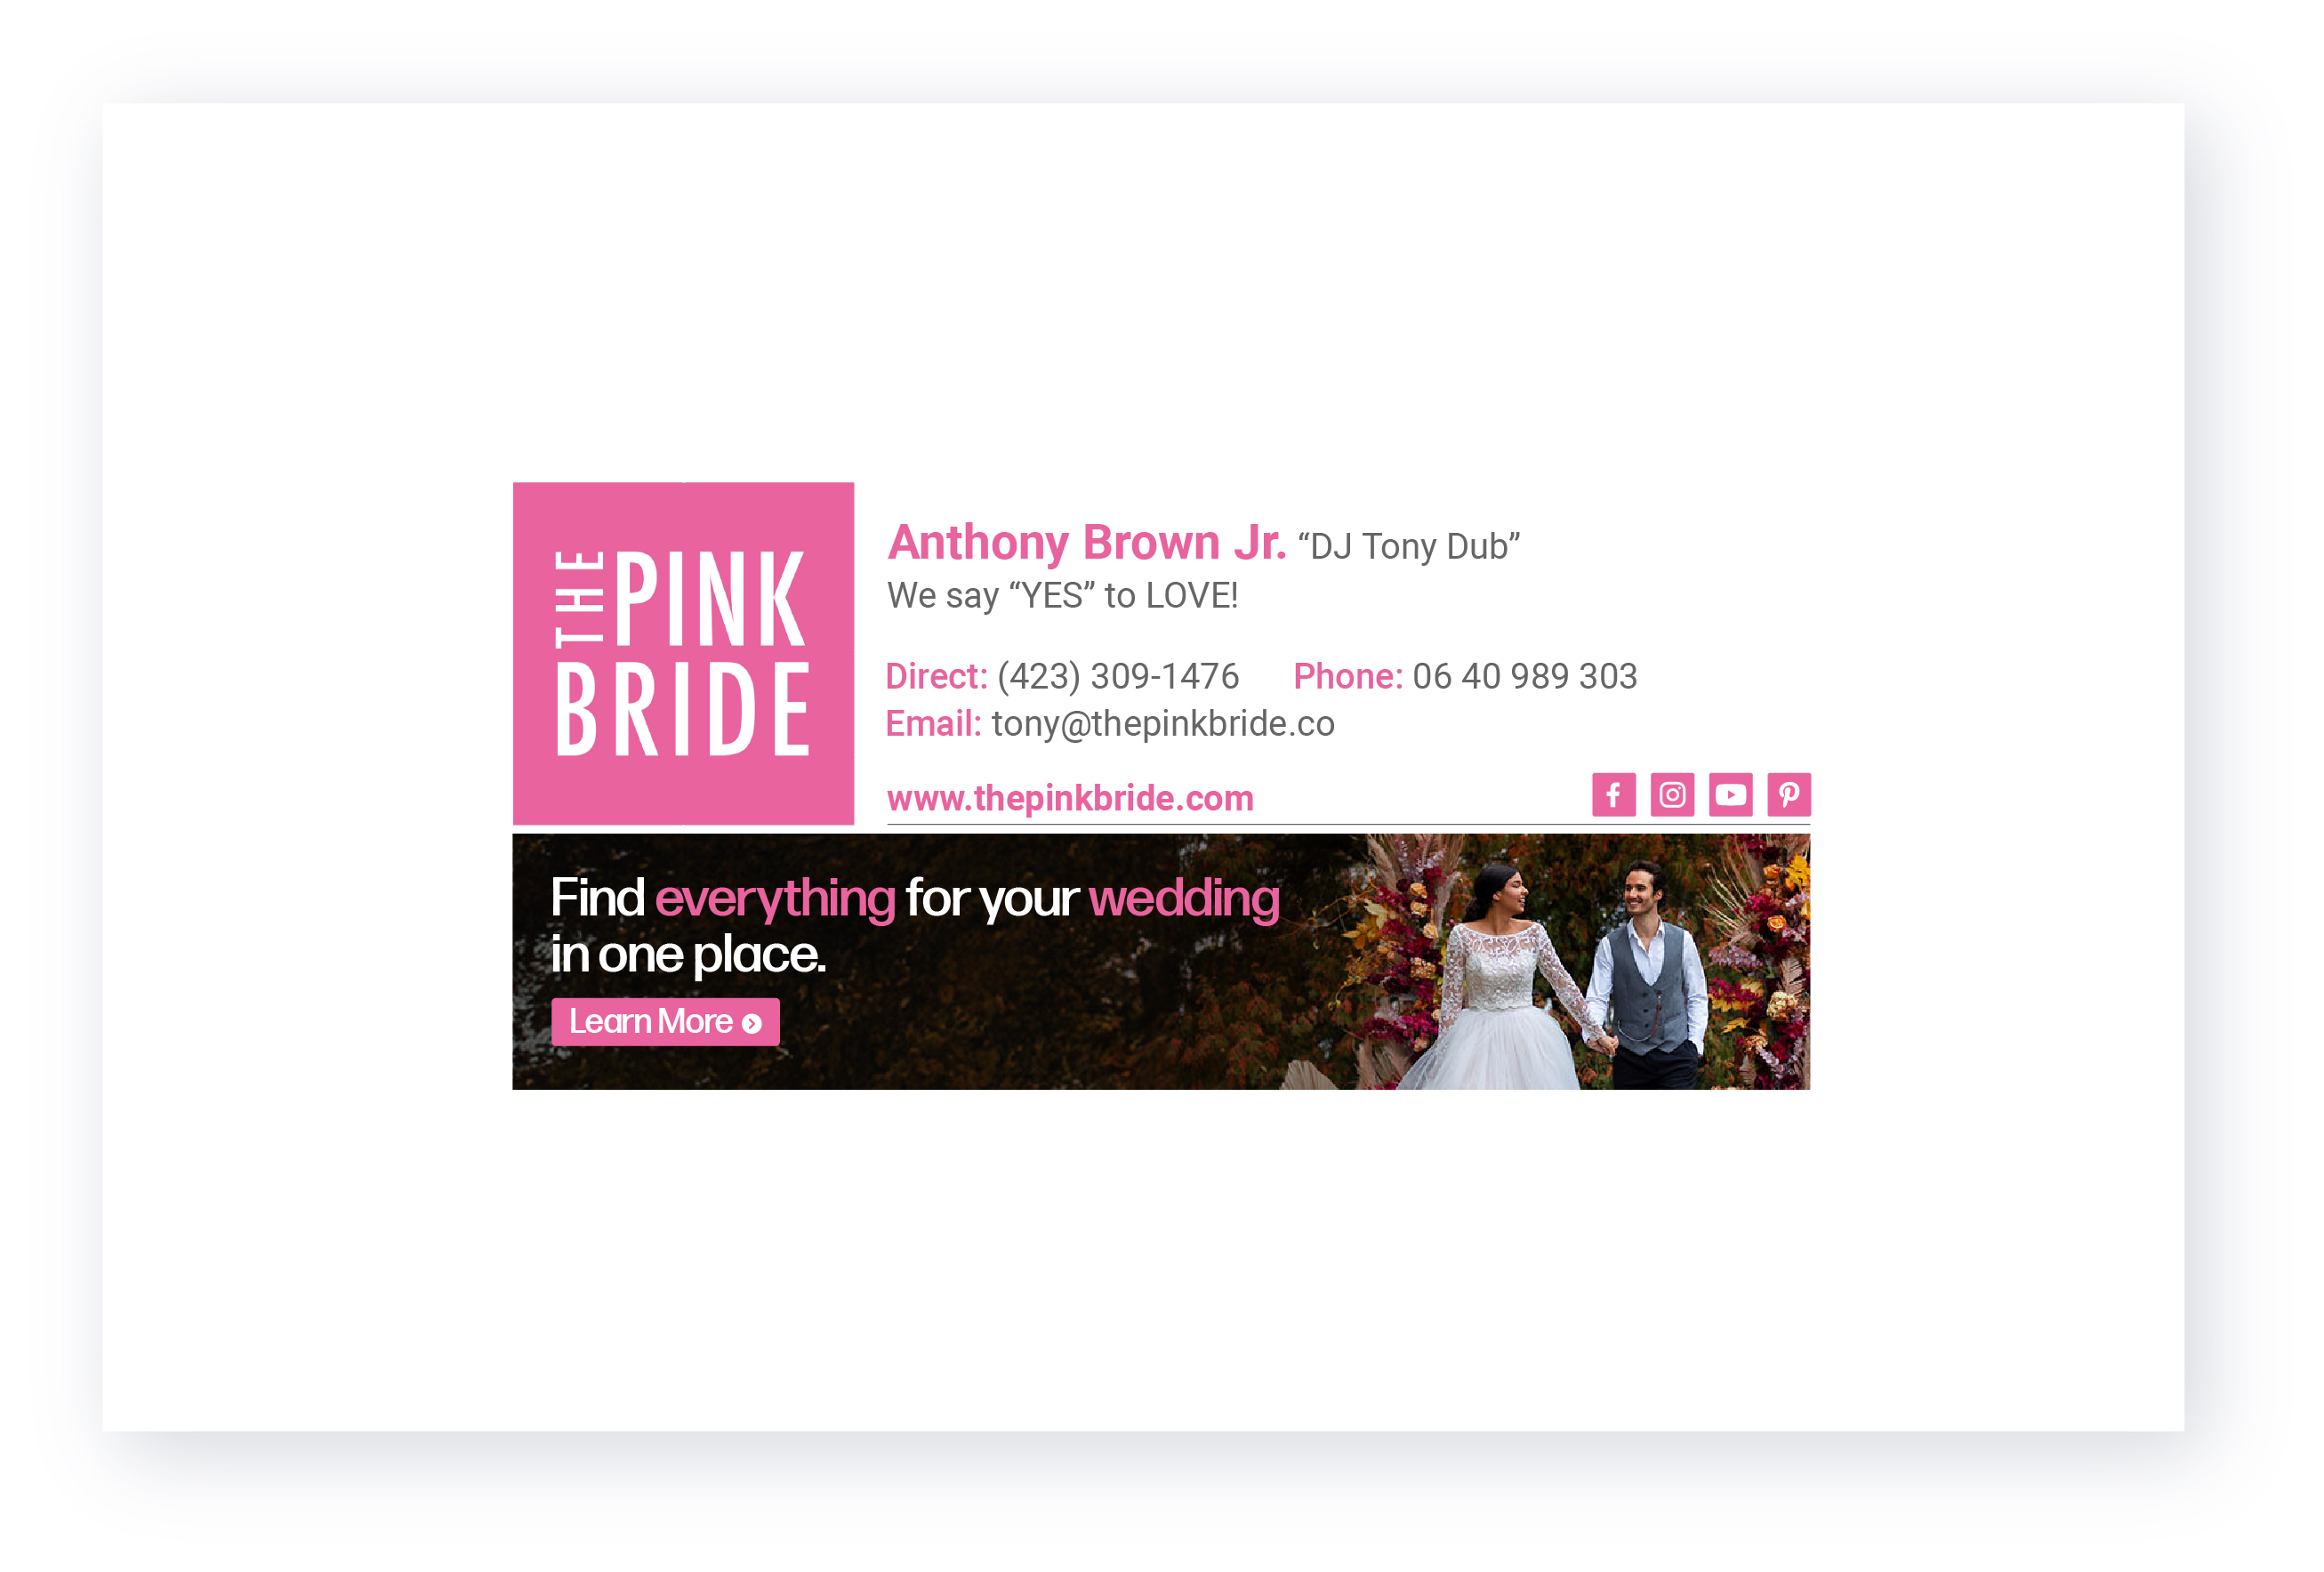 THE PINK
BRIDE
Anthony Brown Jr. “DJ Tony Dub”
We say “YES” to LOVE!
Direct: (423) 309-1476 Phone: 06 40 989 303
Email: tony@thepinkbride.co
www.thepinkbride.com
Find everything for your wedding
in one place.
Learn More